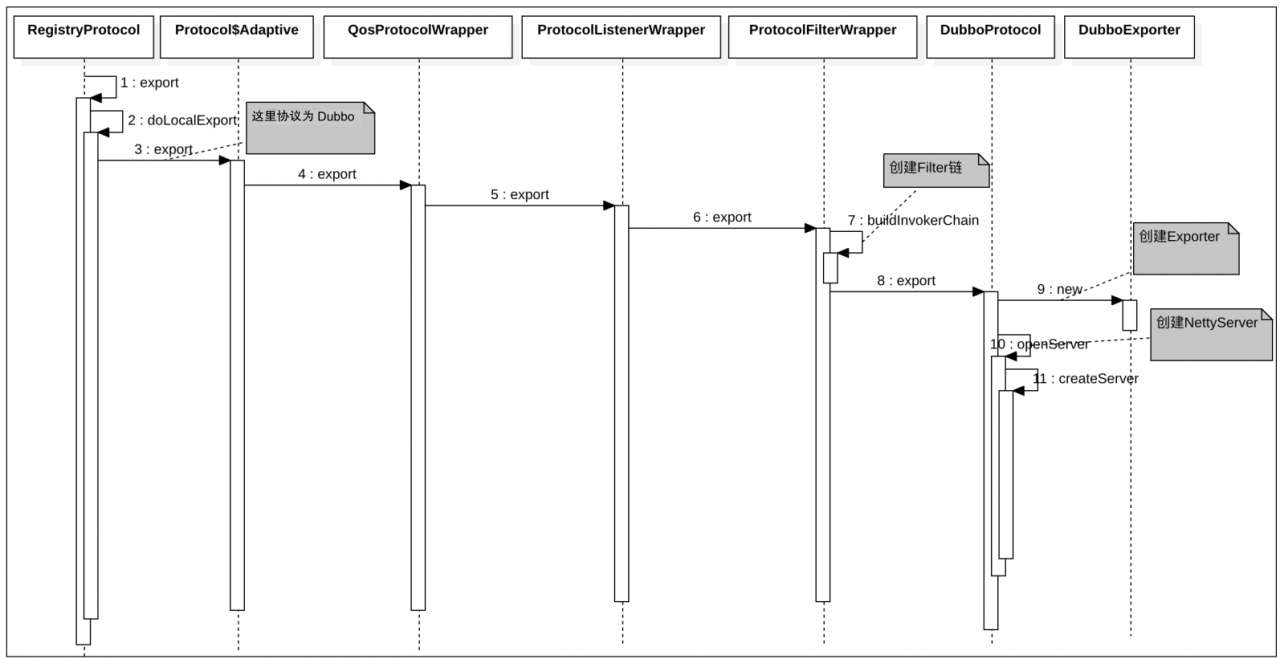 RegistryProtocol
Protocol$Adaptive
QosProtocolWrapper
ProtocolListenerWrapper
ProtocolFilterWrapper
DubboProtocol
DubboExporter
1 : export
2 : doLocalExport
这里协议为 Dubbo
3 : export
4 : export
5 : export
6 : export
创建Filter链
7 : buildInvokerChain
创建Exporter
8 : export
9 : new
创建NettyServer
10 : openServer
11 : createServer